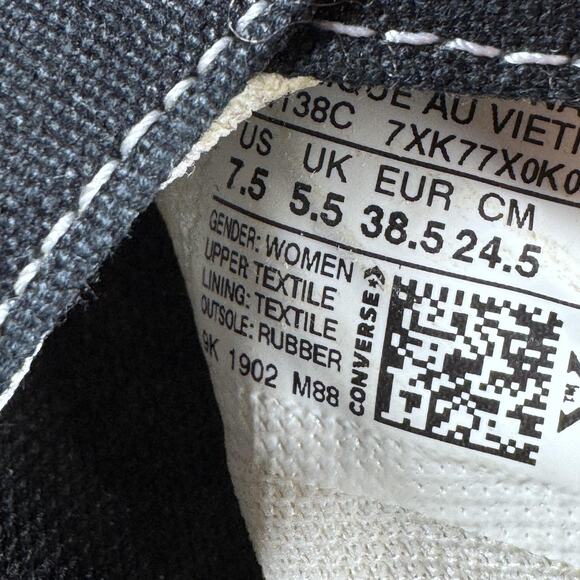 QUE AU VIET
138C 7XK77X0K0
US UK EUR CM
7.5 5.5 38.5 24.5
GENDER: WOMEN
UPPER TEXTILE
LINING: TEXTILE
OUTSOLE: RUBBER
9K 1902 M88
CONVERSE